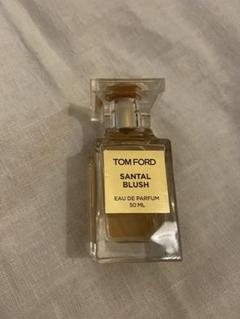 TOM FORD
SANTAL
BLUSH
EAU DE PARFUM
50 ML